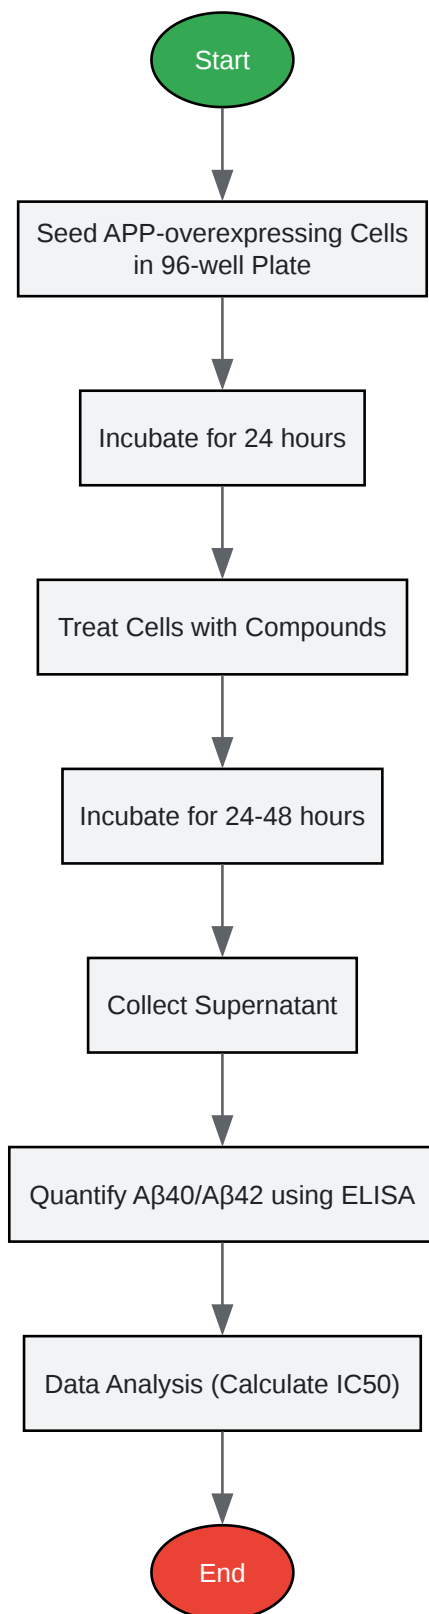 Start
Seed APP-overexpressing Cells
in 96-well Plate
Incubate for 24 hours
Treat Cells with Compounds
Incubate for 24-48 hours
Collect Supernatant
Quantify Aβ40/Aβ42 using ELISA
Data Analysis (Calculate IC50)
End